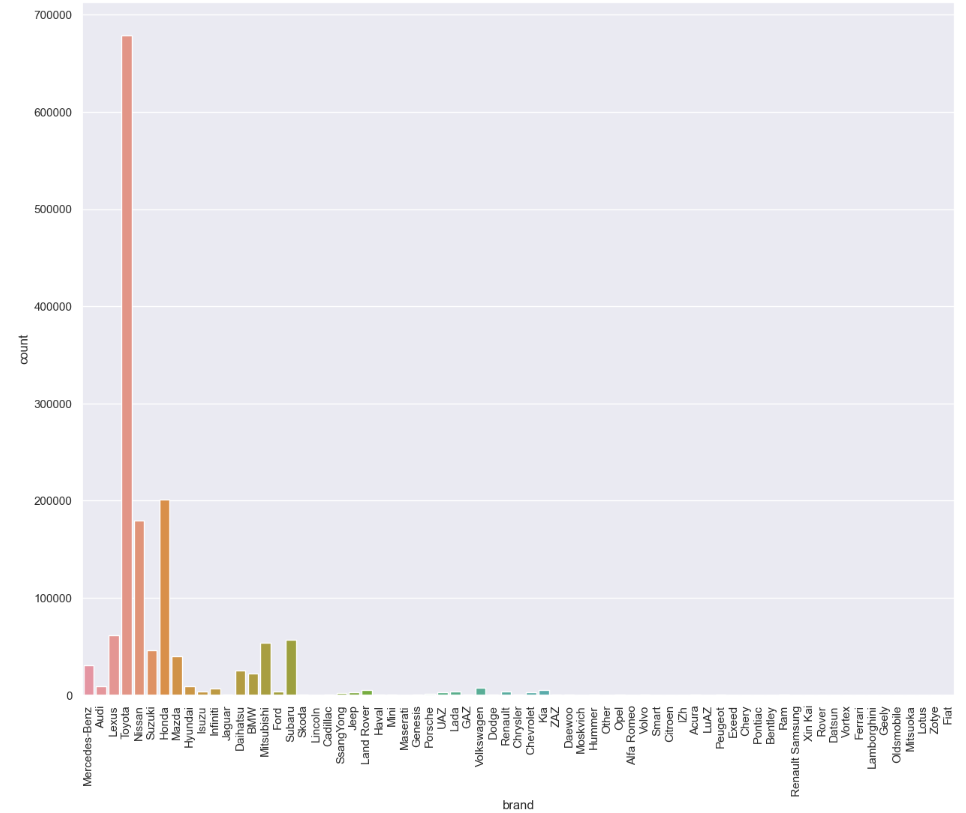 700000
600000
500000
400000
300000
200000
100000
0
count
Mercedes-Benz
Audi
Lexus
Toyota
Nissan
Suzuki
Honda
Mazda
Hyundai
Isuzu
Infiniti
Jaguar
Daihatsu
BMW
Mitsubishi
Ford
Subaru
Skoda
Lincoln
Cadillac
SsangYong
Jeep
Land Rover
Haval
Mini
Maserati
Genesis
Porsche
UAZ
Lada
GAZ
Volkswagen
Dodge
Renault
Chrysler
Chevrolet
Kia
ZAZ
Daewoo
Moskvich
Hummer
Other
Opel
Alfa Romeo
Volvo
Smart
Citroen
IZh
Acura
LuAZ
Peugeot
Exeed
Chery
Pontiac
Bentley
Ram
Renault Samsung
Xin Kai
Rover
Datsun
Vortex
Ferrari
Lamborghini
Geely
Oldsmobile
Mitsuoka
Lotus
Zotye
Fiat
brand